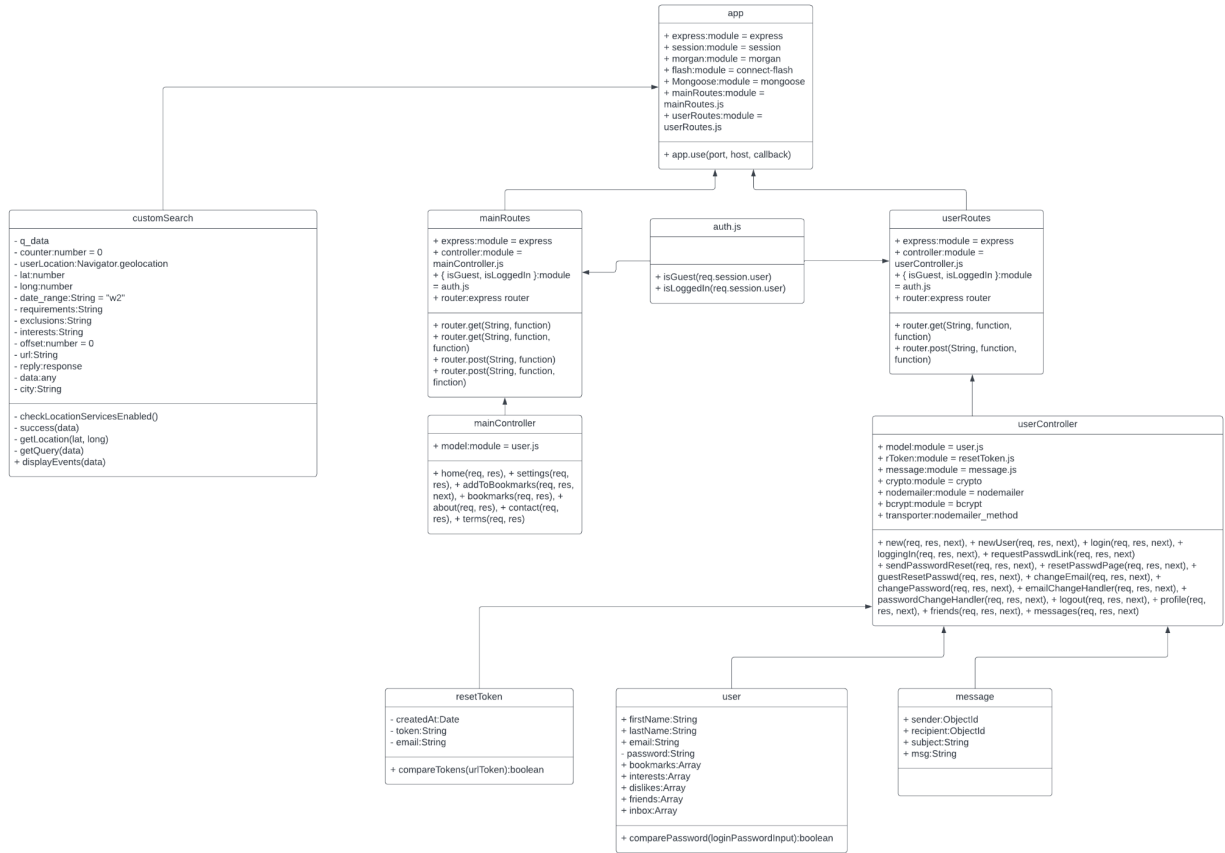 app
+ express:module = express
+ session:module = session
+ morgan:module = morgan
+ flash:module = connect-flash
+ Mongoose:module = mongoose
+ mainRoutes:module =
mainRoutes.js
+ userRoutes:module =
userRoutes.js
+ app.use(port, host, callback)
customSearch
- q_data
- counter:number = 0
- userLocation:Navigator.geolocation
- lat:number
- long:number
- date_range:String = "w2"
- requirements:String
- exclusions:String
- interests:String
- offset:number = 0
- url:String
- reply:response
- data:any
- city:String
- checkLocationServicesEnabled()
- success(data)
- getLocation(lat, long)
- getQuery(data)
+ displayEvents(data)
mainRoutes
+ express:module = express
+ controller:module =
mainController.js
+ { isGuest, isLoggedIn }:module
= auth.js
+ router:express router
+ router.get(String, function)
+ router.get(String, function,
function)
+ router.post(String, function)
+ router.post(String, function,
finction)
auth.js
+ isGuest(req.session.user)
+ isLoggedIn(req.session.user)
userRoutes
+ express:module = express
+ controller:module =
userController.js
+ { isGuest, isLoggedIn }:module
= auth.js
+ router:express router
+ router.get(String, function,
function)
+ router.post(String, function,
function)
mainController
+ model:module = user.js
+ home(req, res), + settings(req,
res), + addToBookmarks(req, res,
next), + bookmarks(req, res), +
about(req, res), + contact(req,
res), + terms(req, res)
userController
+ model:module = user.js
+ rToken:module = resetToken.js
+ message:module = message.js
+ crypto:module = crypto
+ nodemailer:module = nodemailer
+ bcrypt:module = bcrypt
+ transporter:nodemailer_method
+ new(req, res, next), + newUser(req, res, next), + login(req, res, next), +
loggingIn(req, res, next), + requestPasswdLink(req, res, next)
+ sendPasswordReset(req, res, next), + resetPasswdPage(req, res, next), +
guestResetPasswd(req, res, next), + changeEmail(req, res, next), +
changePassword(req, res, next), + emailChangeHandler(req, res, next), +
passwordChangeHandler(req, res, next), + logout(req, res, next), + profile(req,
res, next), + friends(req, res, next), + messages(req, res, next)
resetToken
- createdAt:Date
- token:String
- email:String
+ compareTokens(urlToken):boolean
user
+ firstName:String
+ lastName:String
+ email:String
- password:String
+ bookmarks:Array
+ interests:Array
+ dislikes:Array
+ friends:Array
+ inbox:Array
+ comparePassword(loginPasswordInput):boolean
message
+ sender:ObjectId
+ recipient:ObjectId
+ subject:String
+ msg:String